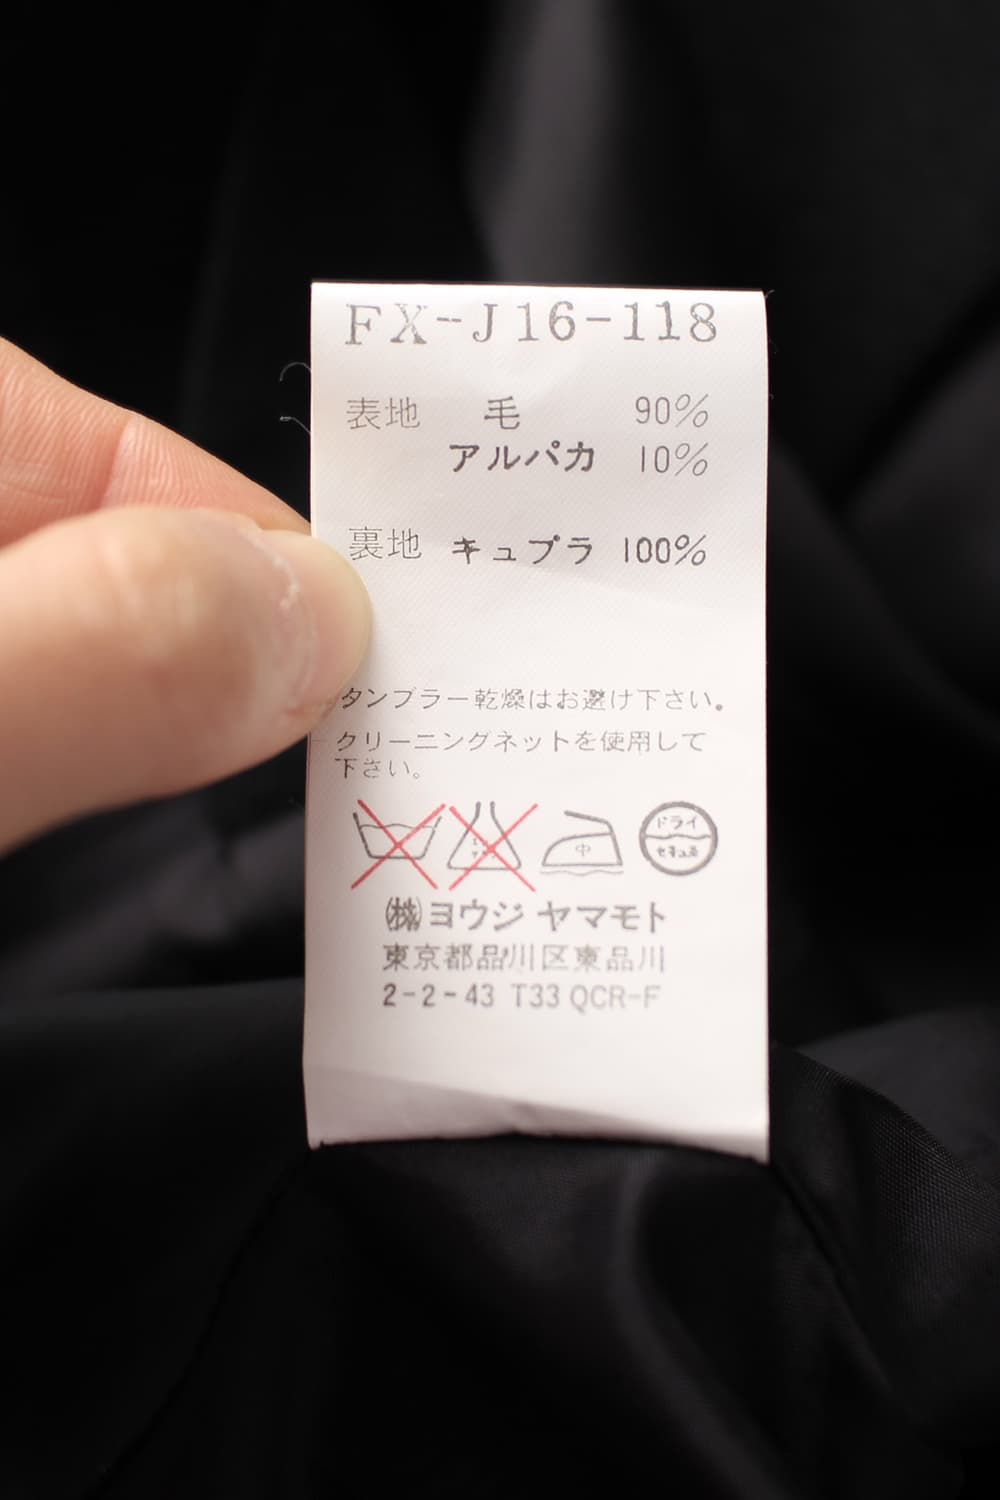 FX-J16-118
表地 毛 90%
アルパカ 10%
裏地 キュプラ 100%
タンブラー乾燥はお避け下さい。
クリーニングネットを使用して
下さい。
中
ドライ
セキユ系
㈱ヨウジ ヤマモト
東京都品川区東品川
2-2-43 T33 QCR-F